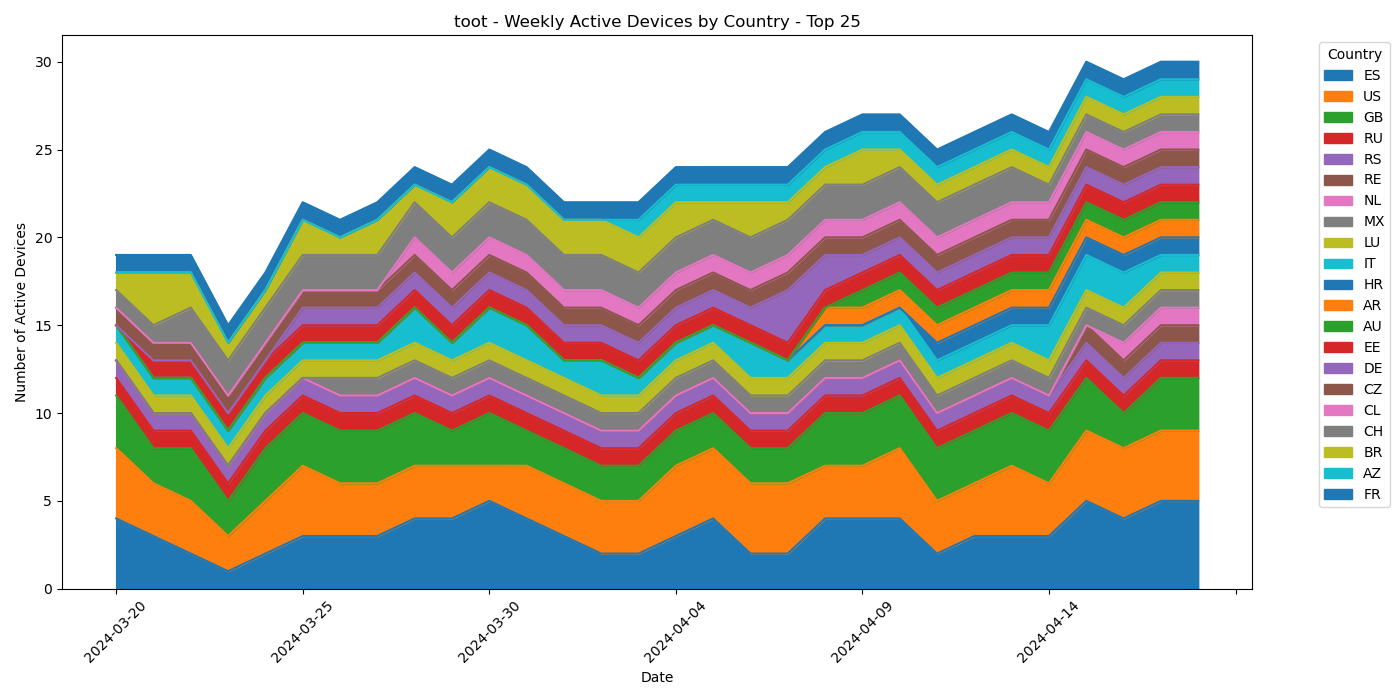 toot - Weekly Active Devices by Country - Top 25
Number of Active Devices
30
25
20
15
10
5
0
2024-03-20
2024-03-25
2024-03-30
2024-04-04
2024-04-09
2024-04-14
Date
Country
ES
US
GB
RU
RS
RE
NL
MX
LU
IT
HR
AR
AU
EE
DE
CZ
CL
CH
BR
AZ
FR